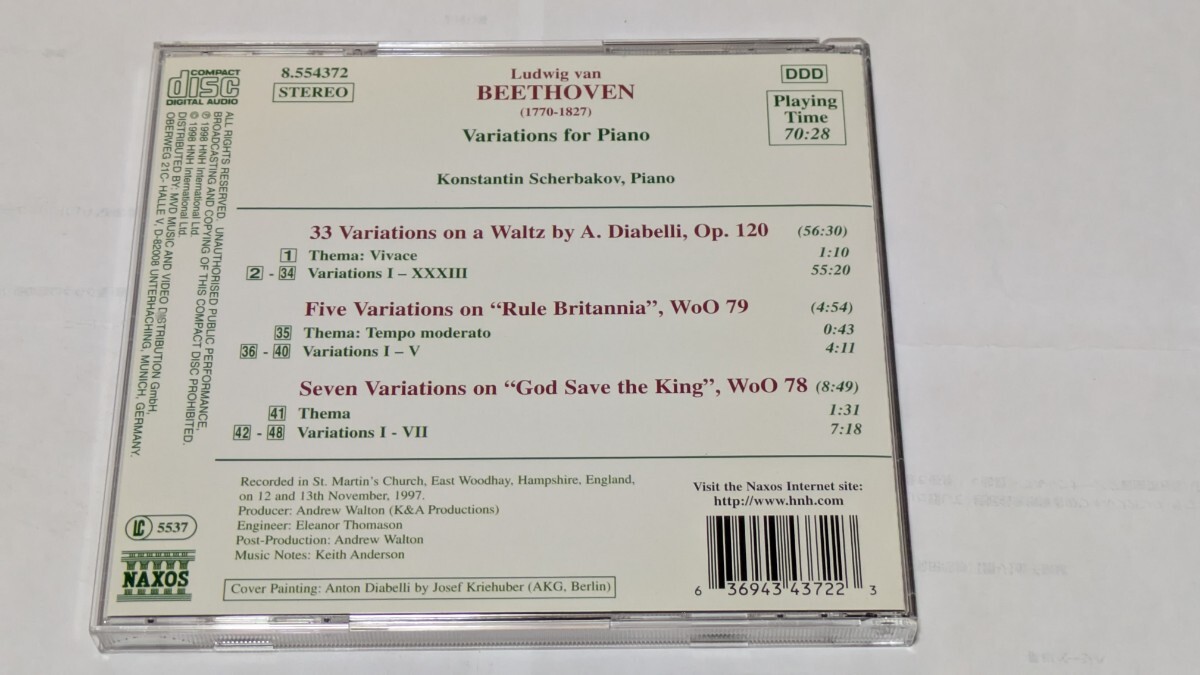 COMPACT
disc
DIGITAL AUDIO
8.554372
STEREO
Ludwig van
BEETHOVEN
(1770-1827)
Variations for Piano
DDD
Playing
Time
70:28
Konstantin Scherbakov, Piano
33 Variations on a Waltz by A. Diabelli, Op. 120 (56:30)
1 Thema: Vivace 1:10
2 - 34 Variations I – XXXIII 55:20
Five Variations on “Rule Britannia”, WoO 79 (4:54)
35 Thema: Tempo moderato 0:43
36 - 40 Variations I – V 4:11
Seven Variations on “God Save the King”, WoO 78 (8:49)
41 Thema 1:31
42 - 48 Variations I - VII 7:18
Recorded in St. Martin's Church, East Woodhay, Hampshire, England,
on 12 and 13th November, 1997.
Producer: Andrew Walton (K&A Productions)
Engineer: Eleanor Thomason
Post-Production: Andrew Walton
Music Notes: Keith Anderson
Cover Painting: Anton Diabelli by Josef Kriehuber (AKG, Berlin)
Visit the Naxos Internet site:
http://www.hnh.com
6 36943 43722 3
ALL RIGHTS RESERVED. UNAUTHORISED PUBLIC PERFORMANCE,
BROADCASTING AND COPYING OF THIS COMPACT DISC PROHIBITED.
℗ 1998 HNH International Ltd.
© 1998 HNH International Ltd.
DISTRIBUTED BY: MVD MUSIC AND VIDEO DISTRIBUTION GmbH,
OBERWEG 21C- HALLE V, D-82008 UNTERHACHING, MUNICH, GERMANY.
LC 5537
NAXOS